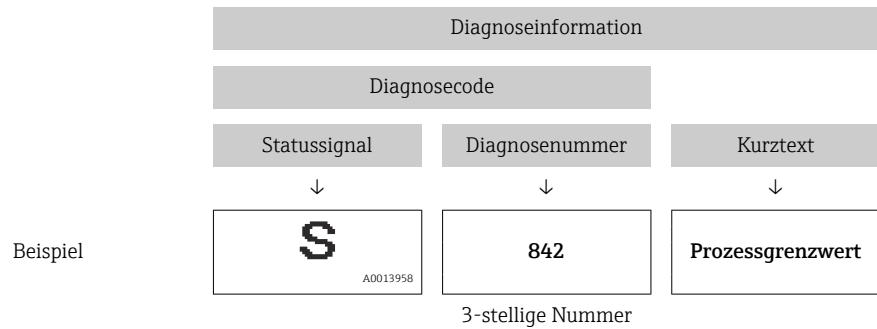 Diagnoseinformation
Diagnosecode
Statussignal Diagnosenummer Kurztext
↓ ↓ ↓
Beispiel S 842 Prozessgrenzwert
A0013958
3-stellige Nummer